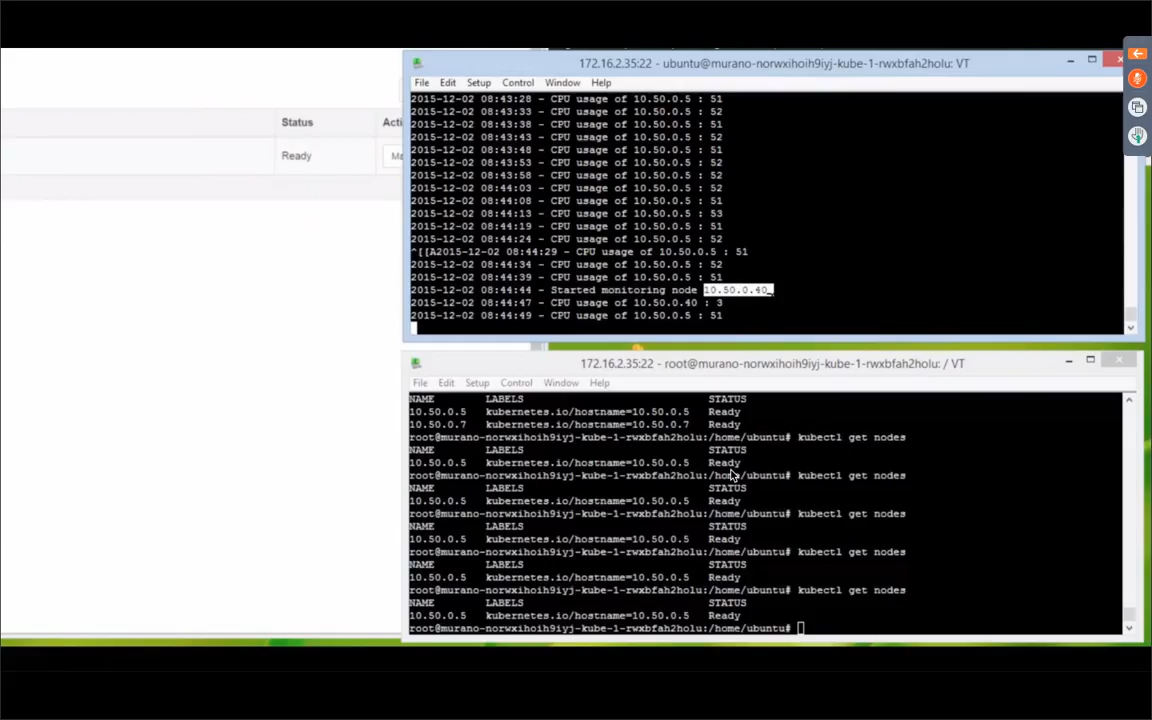 Status
Acti
Ready
Ma
172.16.2.35:22 - ubuntu@murano-norwxihoih9iyj-kube-1-rwxbfah2holu: VT
File Edit Setup Control Window Help
2015-12-02 08:43:28 - CPU usage of 10.50.0.5 : 51
2015-12-02 08:43:33 - CPU usage of 10.50.0.5 : 52
2015-12-02 08:43:38 - CPU usage of 10.50.0.5 : 51
2015-12-02 08:43:43 - CPU usage of 10.50.0.5 : 52
2015-12-02 08:43:48 - CPU usage of 10.50.0.5 : 51
2015-12-02 08:43:53 - CPU usage of 10.50.0.5 : 52
2015-12-02 08:43:58 - CPU usage of 10.50.0.5 : 52
2015-12-02 08:44:03 - CPU usage of 10.50.0.5 : 52
2015-12-02 08:44:08 - CPU usage of 10.50.0.5 : 51
2015-12-02 08:44:13 - CPU usage of 10.50.0.5 : 53
2015-12-02 08:44:19 - CPU usage of 10.50.0.5 : 51
2015-12-02 08:44:24 - CPU usage of 10.50.0.5 : 52
^[[A2015-12-02 08:44:29 - CPU usage of 10.50.0.5 : 51
2015-12-02 08:44:34 - CPU usage of 10.50.0.5 : 52
2015-12-02 08:44:39 - CPU usage of 10.50.0.5 : 51
2015-12-02 08:44:44 - Started monitoring node 10.50.0.40
2015-12-02 08:44:47 - CPU usage of 10.50.0.40 : 3
2015-12-02 08:44:49 - CPU usage of 10.50.0.5 : 51
172.16.2.35:22 - root@murano-norwxihoih9iyj-kube-1-rwxbfah2holu: / VT
File Edit Setup Control Window Help
NAME LABELS STATUS
10.50.0.5 kubernetes.io/hostname=10.50.0.5 Ready
10.50.0.7 kubernetes.io/hostname=10.50.0.7 Ready
root@murano-norwxihoih9iyj-kube-1-rwxbfah2holu:/home/ubuntu# kubectl get nodes
NAME LABELS STATUS
10.50.0.5 kubernetes.io/hostname=10.50.0.5 Ready
root@murano-norwxihoih9iyj-kube-1-rwxbfah2holu:/home/ubuntu# kubectl get nodes
NAME LABELS STATUS
10.50.0.5 kubernetes.io/hostname=10.50.0.5 Ready
root@murano-norwxihoih9iyj-kube-1-rwxbfah2holu:/home/ubuntu# kubectl get nodes
NAME LABELS STATUS
10.50.0.5 kubernetes.io/hostname=10.50.0.5 Ready
root@murano-norwxihoih9iyj-kube-1-rwxbfah2holu:/home/ubuntu# kubectl get nodes
NAME LABELS STATUS
10.50.0.5 kubernetes.io/hostname=10.50.0.5 Ready
root@murano-norwxihoih9iyj-kube-1-rwxbfah2holu:/home/ubuntu# kubectl get nodes
NAME LABELS STATUS
10.50.0.5 kubernetes.io/hostname=10.50.0.5 Ready
root@murano-norwxihoih9iyj-kube-1-rwxbfah2holu:/home/ubuntu#